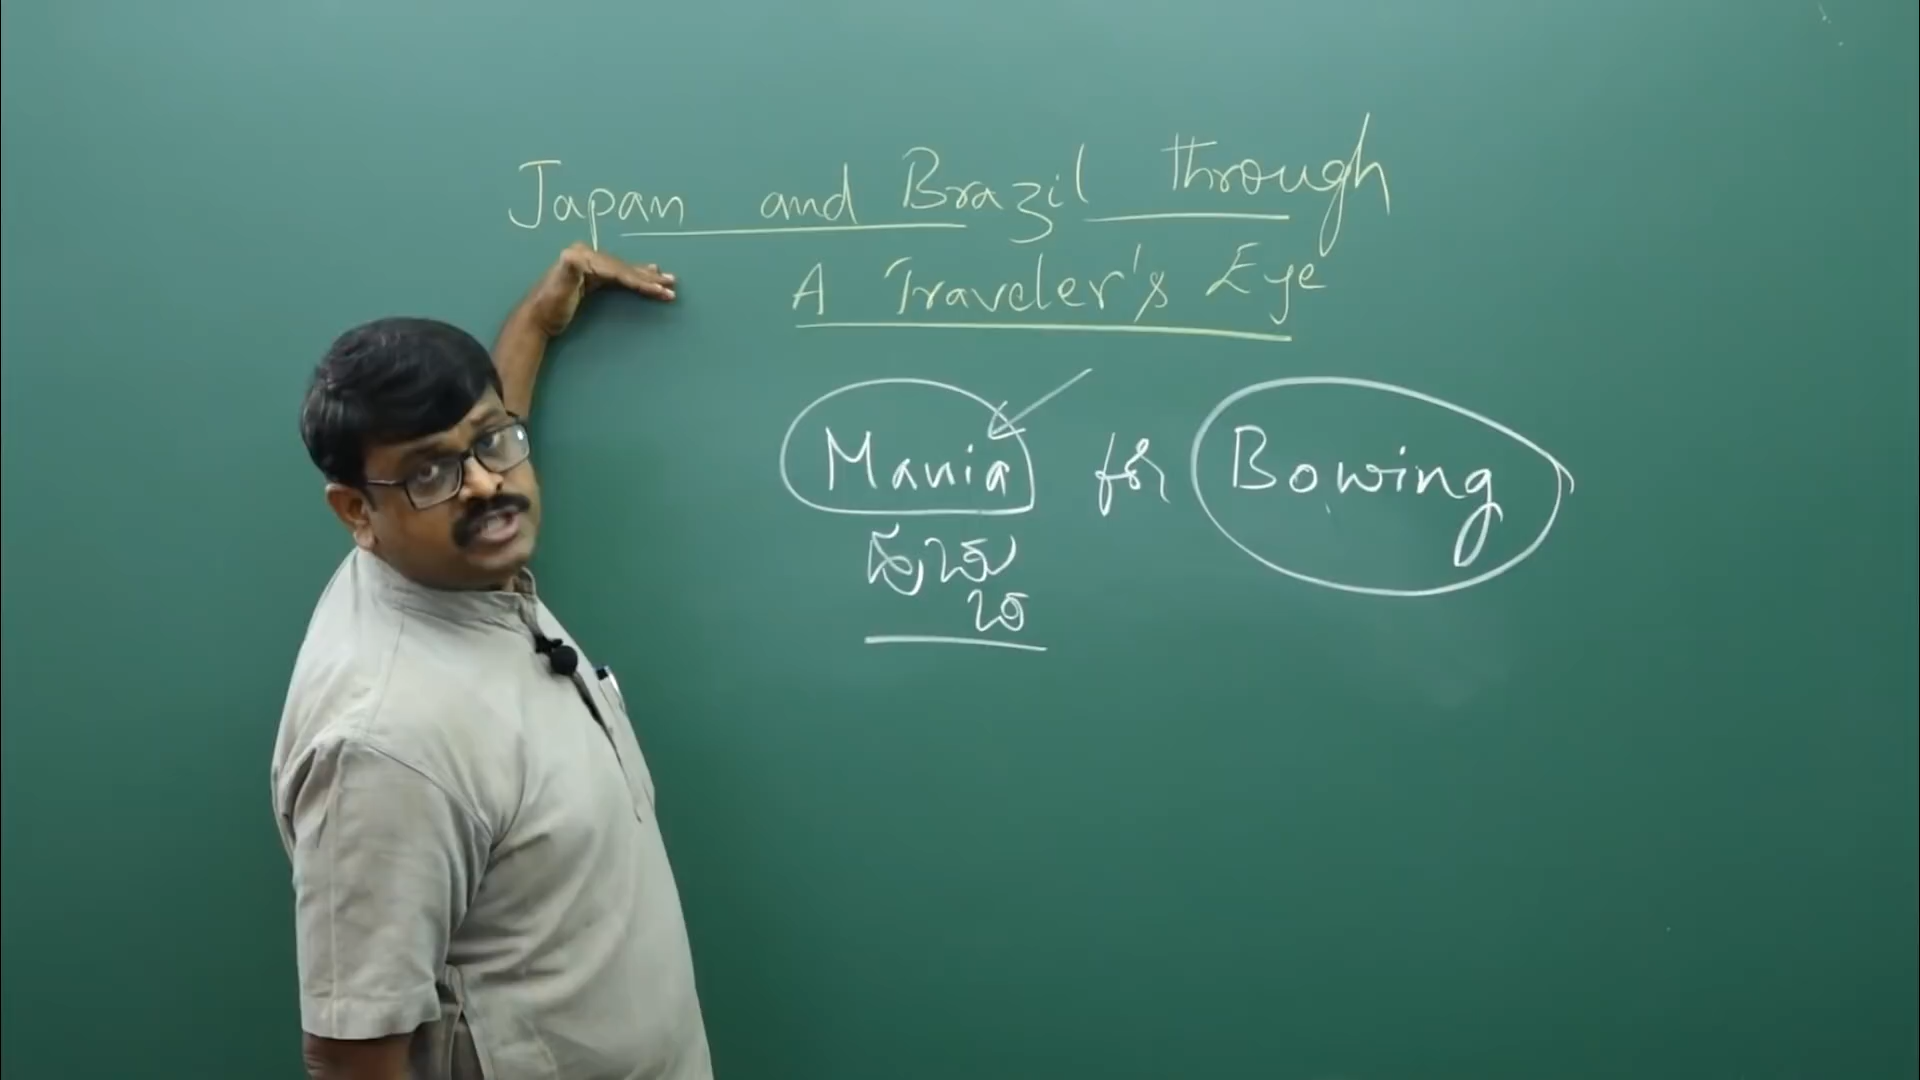 Japan and Brazil through
A Traveler's Eye
Mania for Bowing
ಹುಚ್ಚು